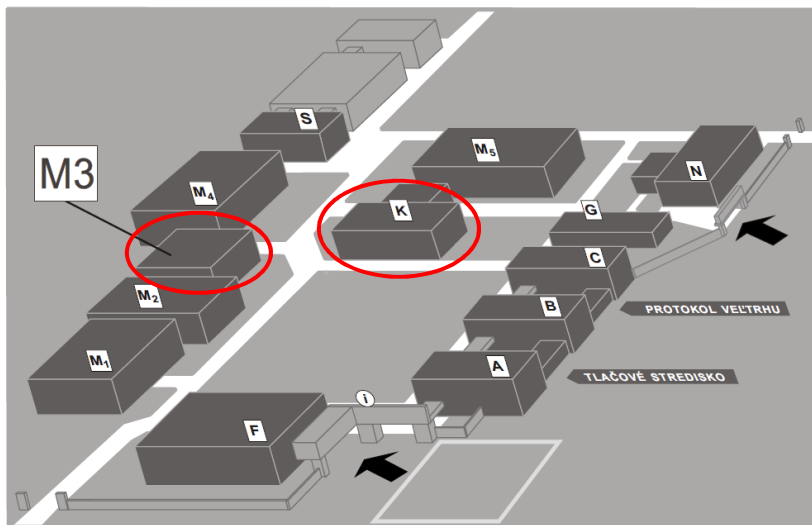 S
M5
N
M3
M4
K
G
C
M2
B
PROTOKOL VEĽTRHU
M1
A
TLAČOVÉ STREDISKO
i
F